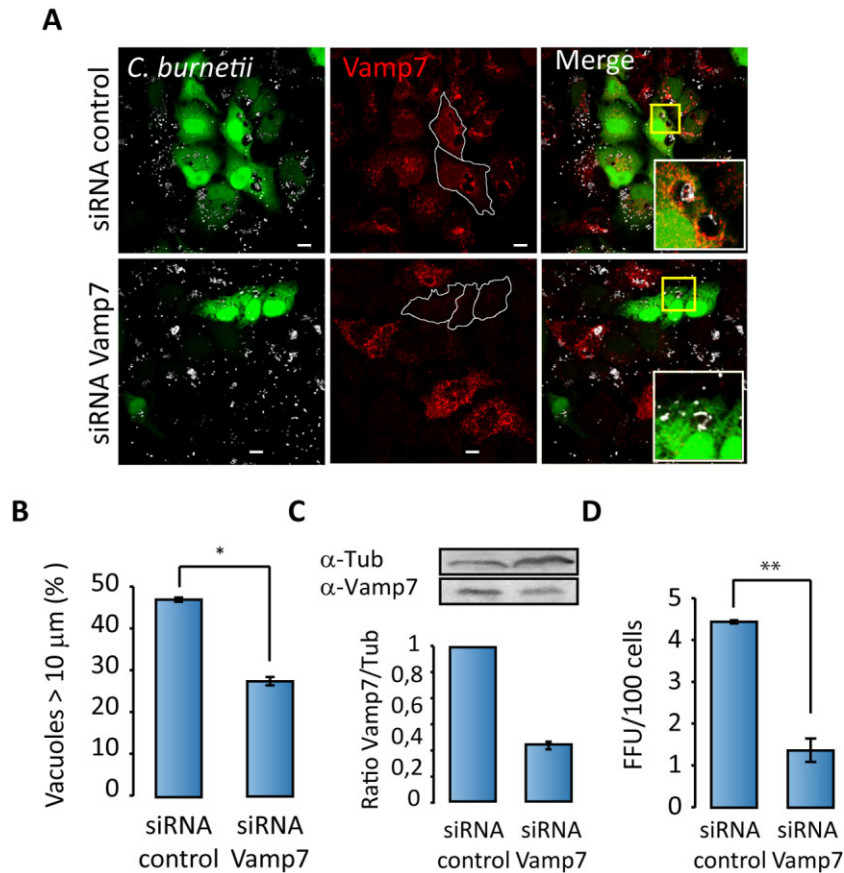 A
C. burnetii
Vamp7
Merge
siRNA control
siRNA Vamp7
B
*
Vacuoles > 10 μm (%)
50
40
30
20
10
0
siRNA control
siRNA Vamp7
C
α-Tub
α-Vamp7
Ratio Vamp7/Tub
1
0,8
0,6
0,4
0,2
0
siRNA control
siRNA Vamp7
D
**
FFU/100 cells
5
4
3
2
1
0
siRNA control
siRNA Vamp7